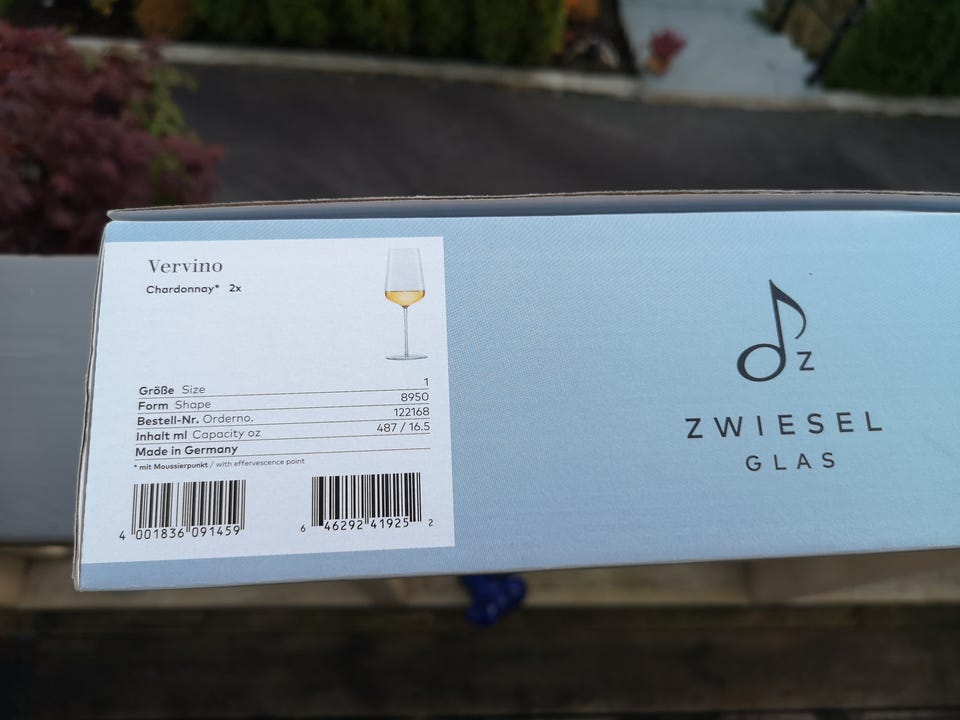 Vervino
Chardonnay* 2x
Größe Size 1
Form Shape 8950
Bestell-Nr. Orderno. 122168
Inhalt ml Capacity oz 487 / 16.5
Made in Germany
* mit Moussierpunkt / with effervescence point
4 001836 091459
6 46292 41925 2
Z
ZWIESEL
GLAS